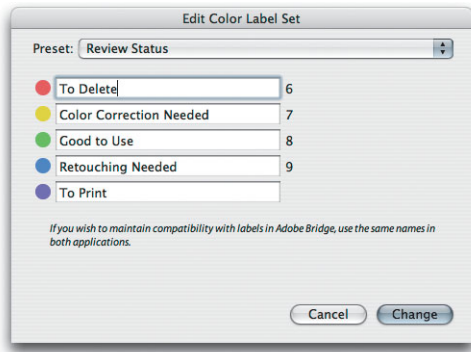 Edit Color Label Set
Preset: Review Status
To Delete 6
Color Correction Needed 7
Good to Use 8
Retouching Needed 9
To Print
If you wish to maintain compatibility with labels in Adobe Bridge, use the same names in
both applications.
Cancel Change